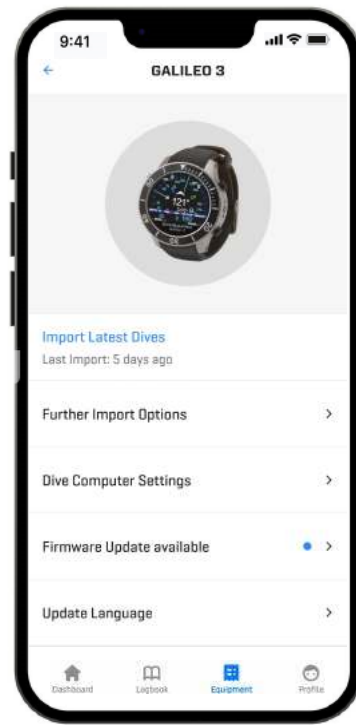 9:41
GALILEO 3
121°
Import Latest Dives
Last Import: 5 days ago
Further Import Options
Dive Computer Settings
Firmware Update available
Update Language
Dashboard
Logbook
Equipment
Profile